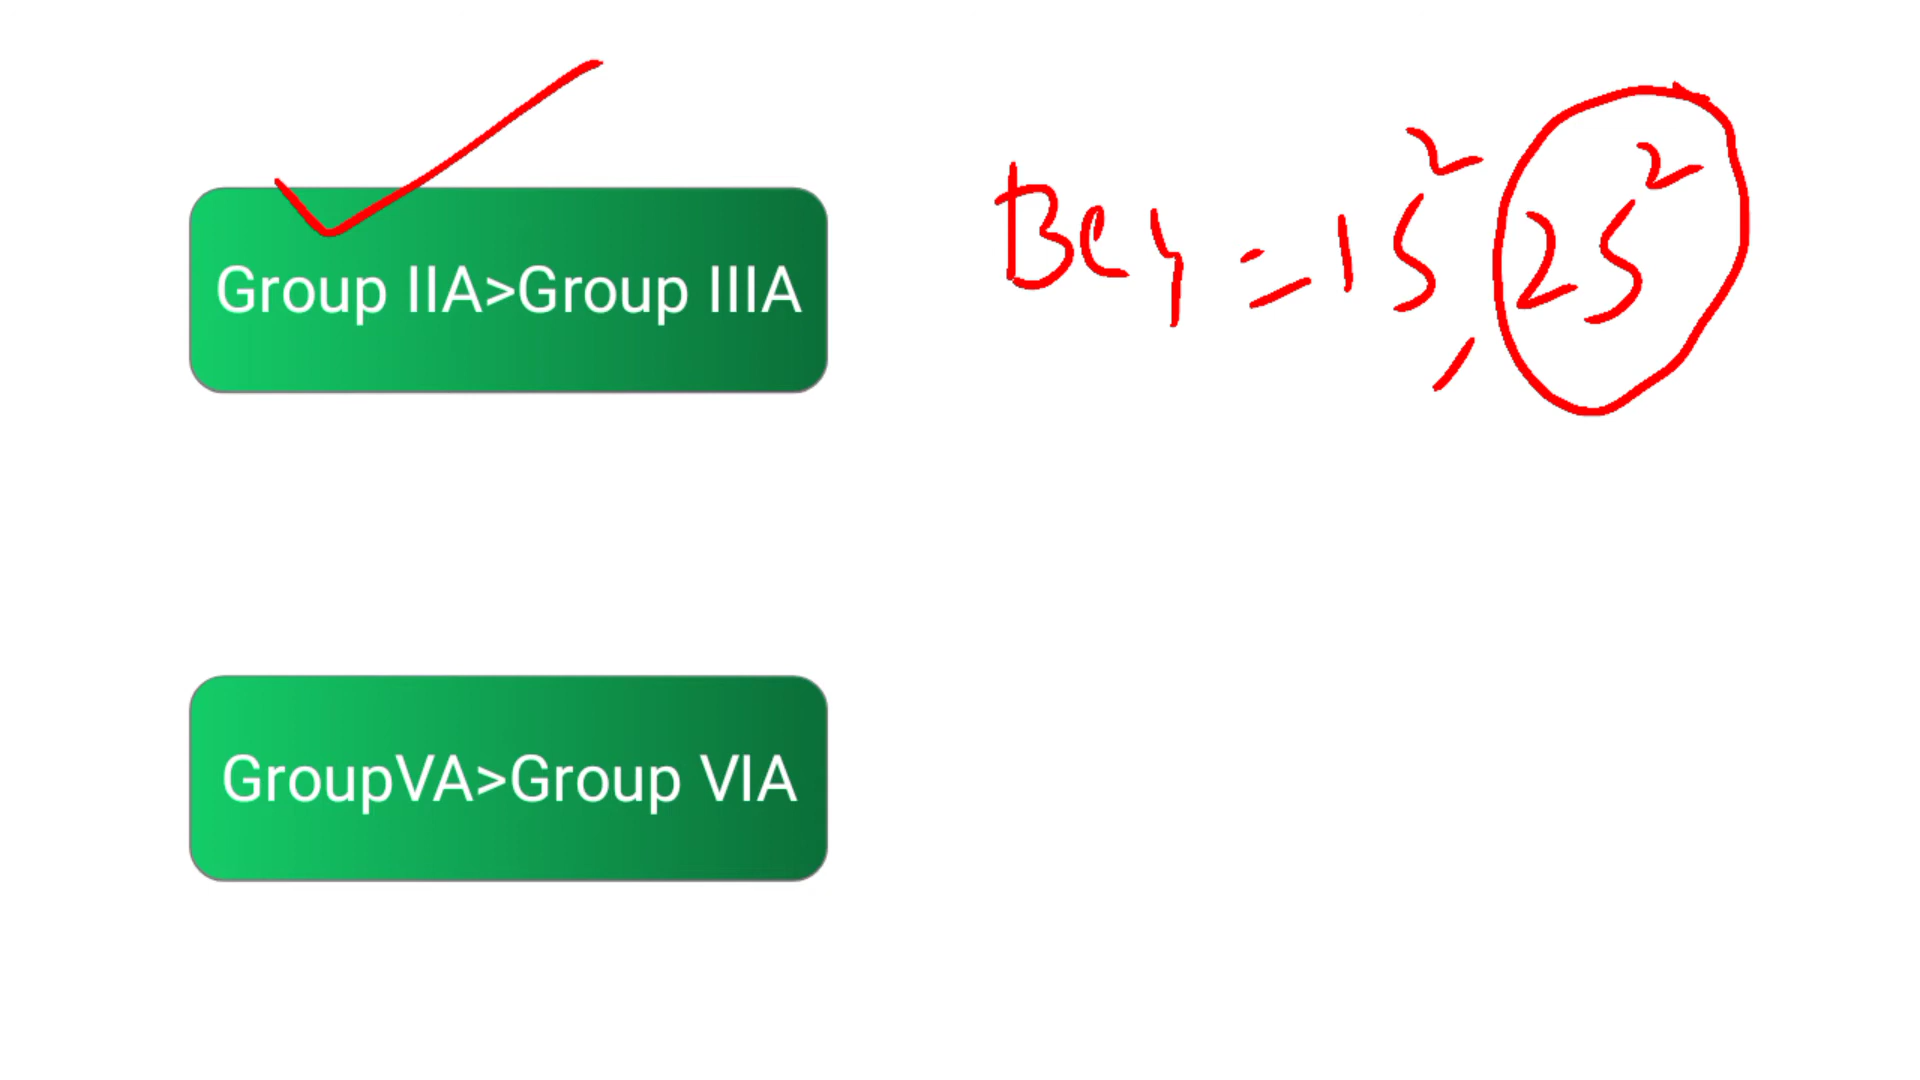 Group IIA>Group IIIA
Be4 = 1S², 2S²
GroupVA>Group VIA